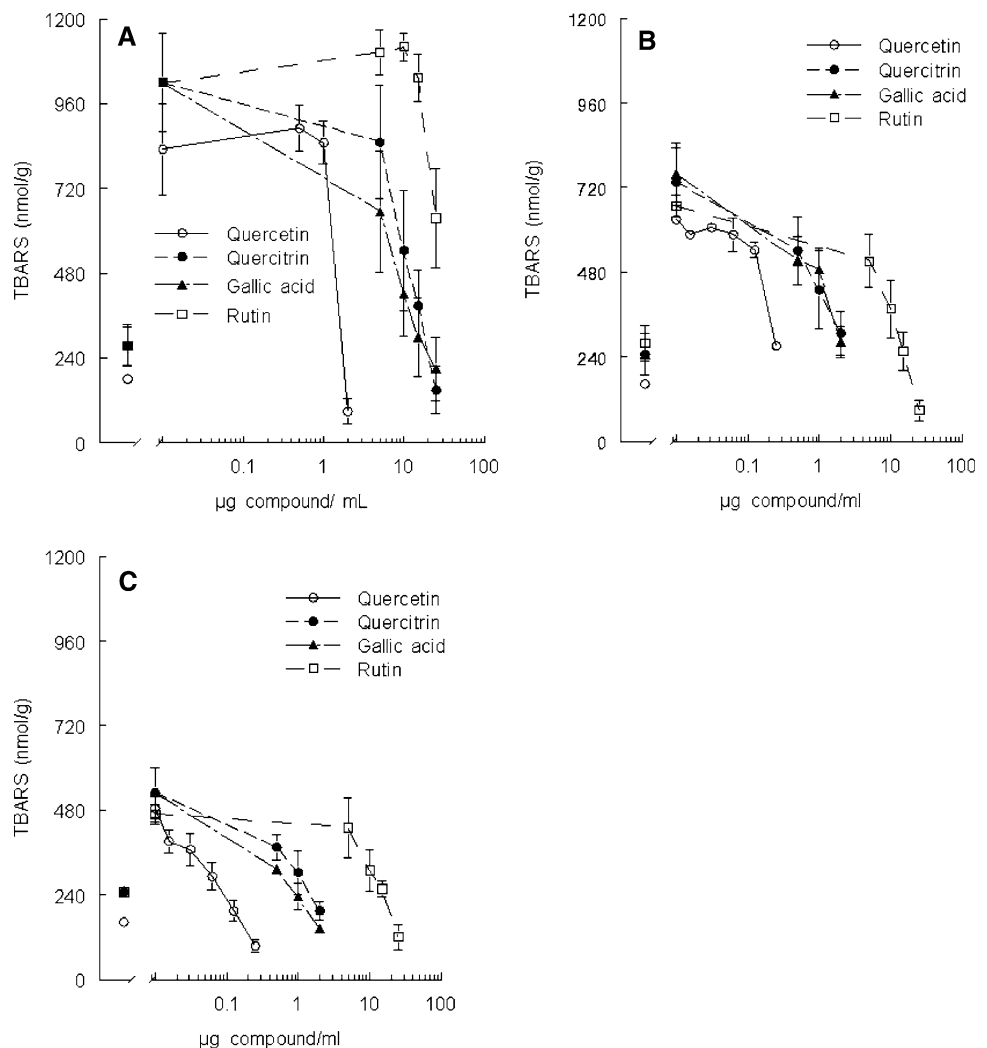 A
1200
960
720
480
240
0
TBARS (nmol/g)
Quercetin
Quercitrin
Gallic acid
Rutin
0.1
1
10
100
µg compound/ mL
B
1200
960
720
480
240
0
TBARS (nmol/g)
Quercetin
Quercitrin
Gallic acid
Rutin
0.1
1
10
100
µg compound/ml
C
1200
960
720
480
240
0
TBARS (nmol/g)
Quercetin
Quercitrin
Gallic acid
Rutin
0.1
1
10
100
µg compound/ml